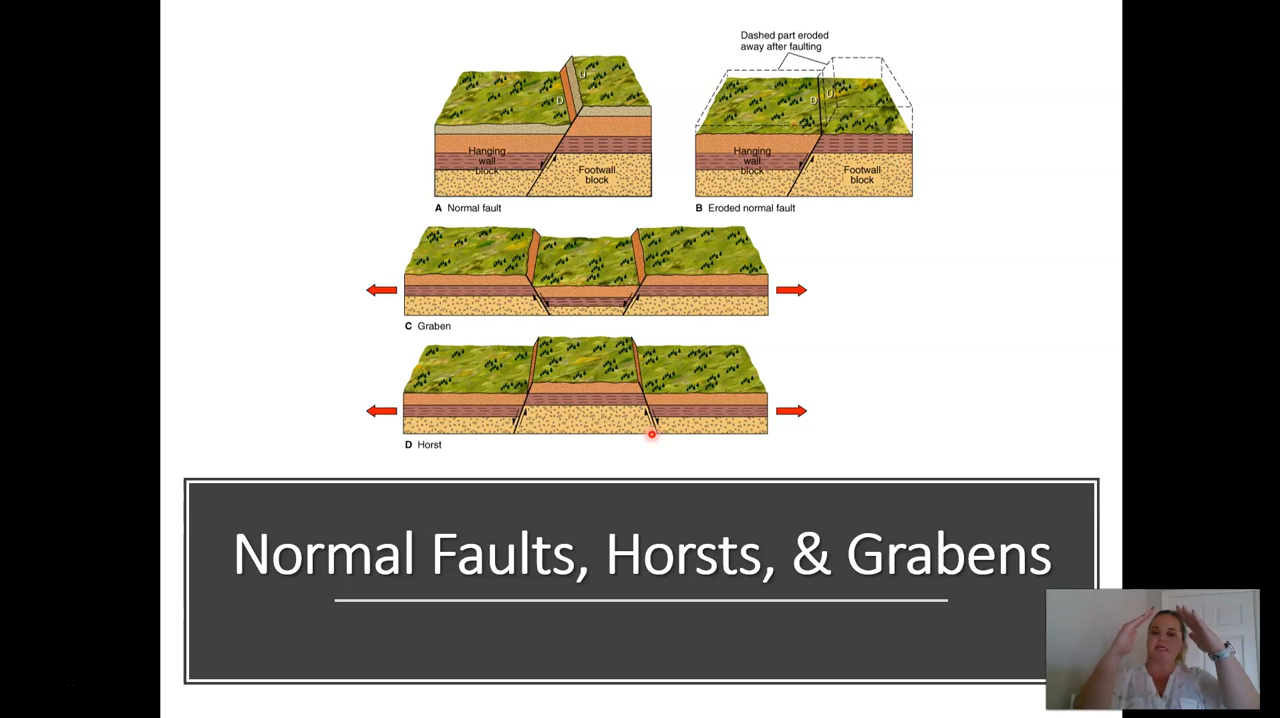 Dashed part eroded
away after faulting
U
D
Hanging
wall
block
Footwall
block
A Normal fault
D
U
Hanging
wall
block
Footwall
block
B Eroded normal fault
C Graben
D Horst
Normal Faults, Horsts, & Grabens